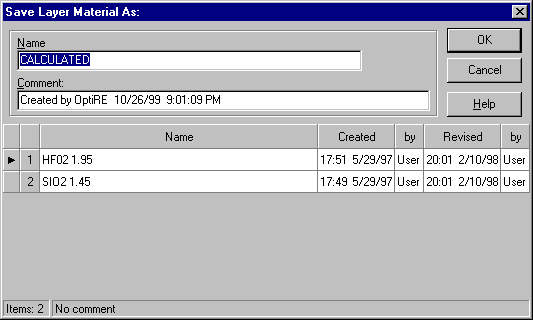 Save Layer Material As:
Name
CALCULATED
OK
Comment:
Cancel
Created by OptiRE 10/26/99 9:01:09 PM
Help
Name Created by Revised by
1 HFO2 1.95 17:51 5/29/97 User 20:01 2/10/98 User
2 SIO2 1.45 17:49 5/29/97 User 20:01 2/10/98 User
Items: 2 No comment